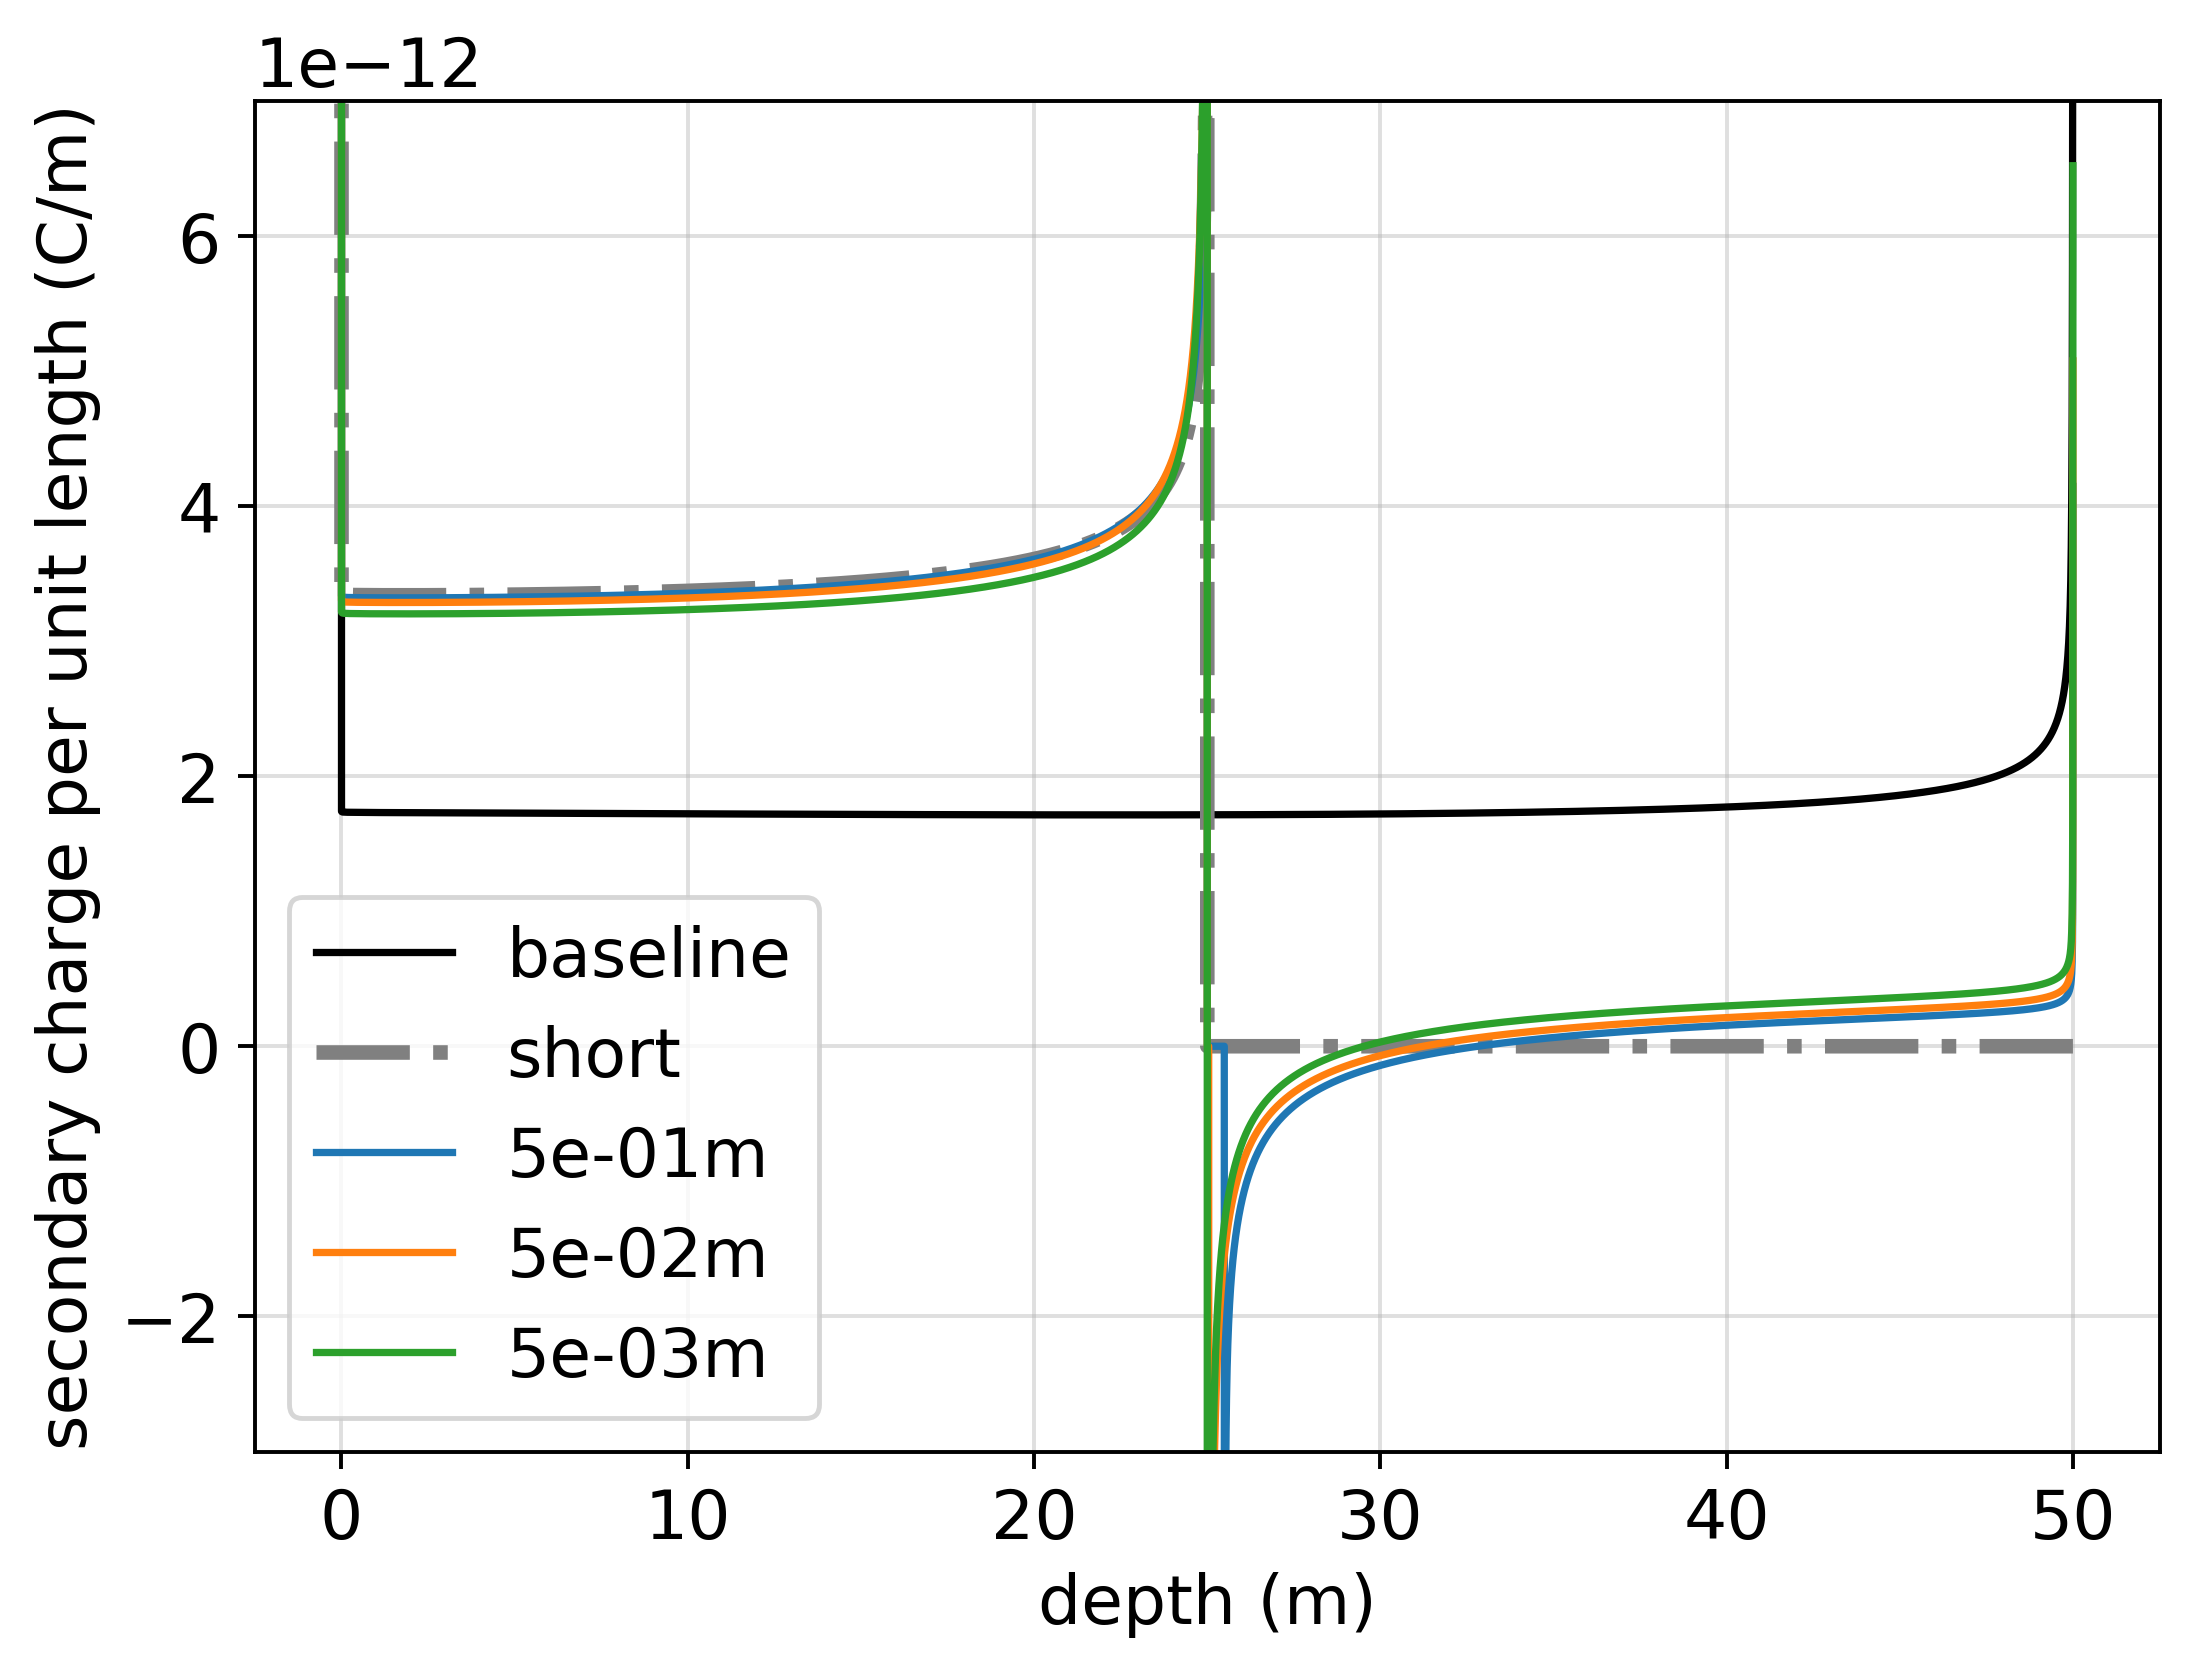 1e−12
secondary charge per unit length (C/m)
6
4
2
0
−2
baseline
short
5e-01m
5e-02m
5e-03m
0 10 20 30 40 50
depth (m)